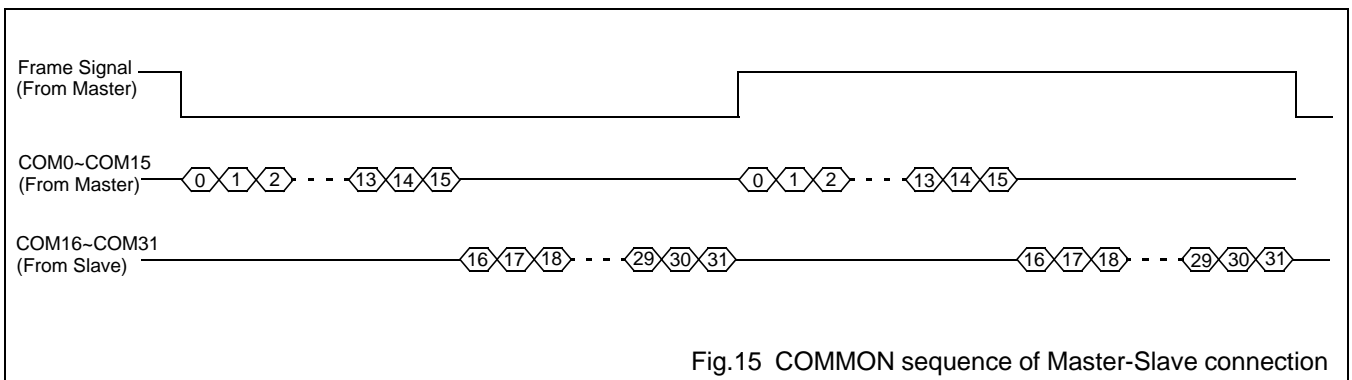 Frame Signal
(From Master)
COM0~COM15
(From Master)
0 1 2 13 14 15 0 1 2 13 14 15
COM16~COM31
(From Slave)
16 17 18 29 30 31 16 17 18 29 30 31
Fig.15 COMMON sequence of Master-Slave connection